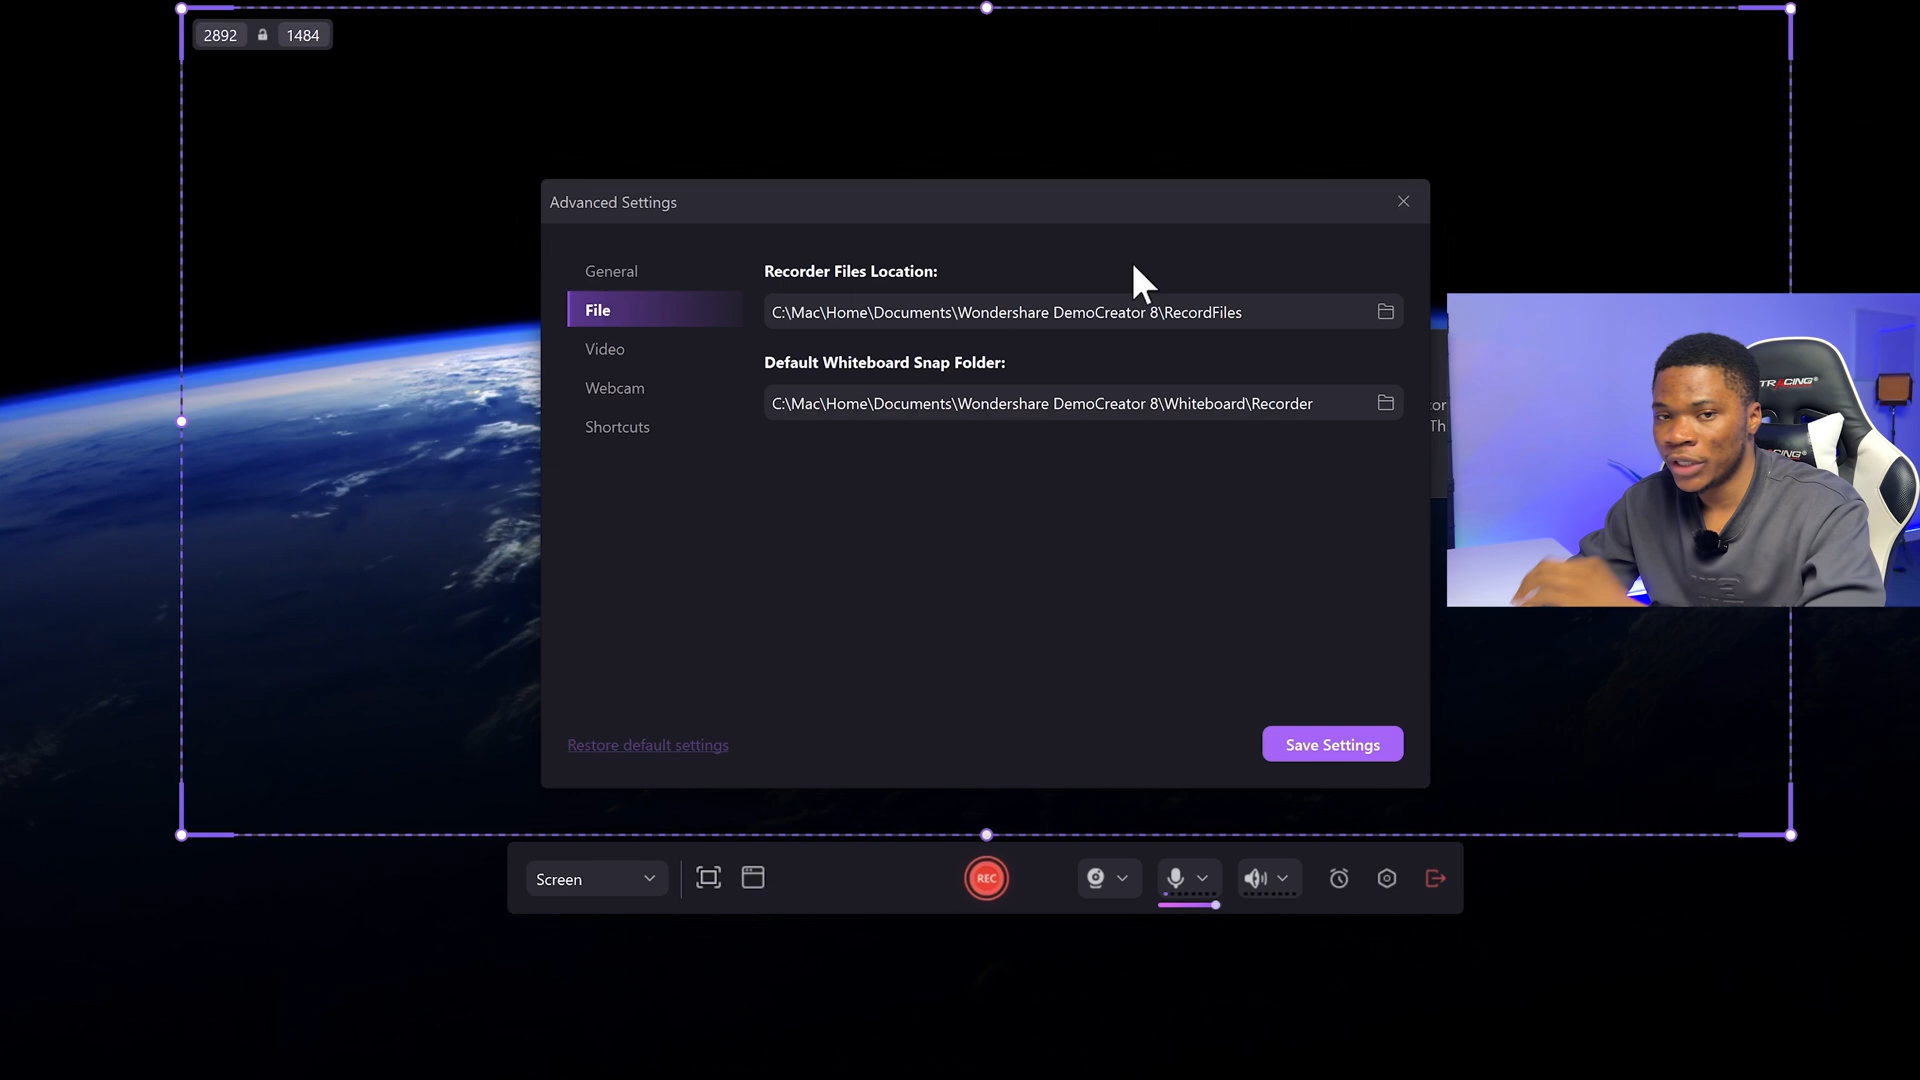 2892 1484
Advanced Settings
General
File
Video
Webcam
Shortcuts
Recorder Files Location:
C:\Mac\Home\Documents\Wondershare DemoCreator 8\RecordFiles
Default Whiteboard Snap Folder:
C:\Mac\Home\Documents\Wondershare DemoCreator 8\Whiteboard\Recorder
tor
Th
Restore default settings
Save Settings
Screen
REC